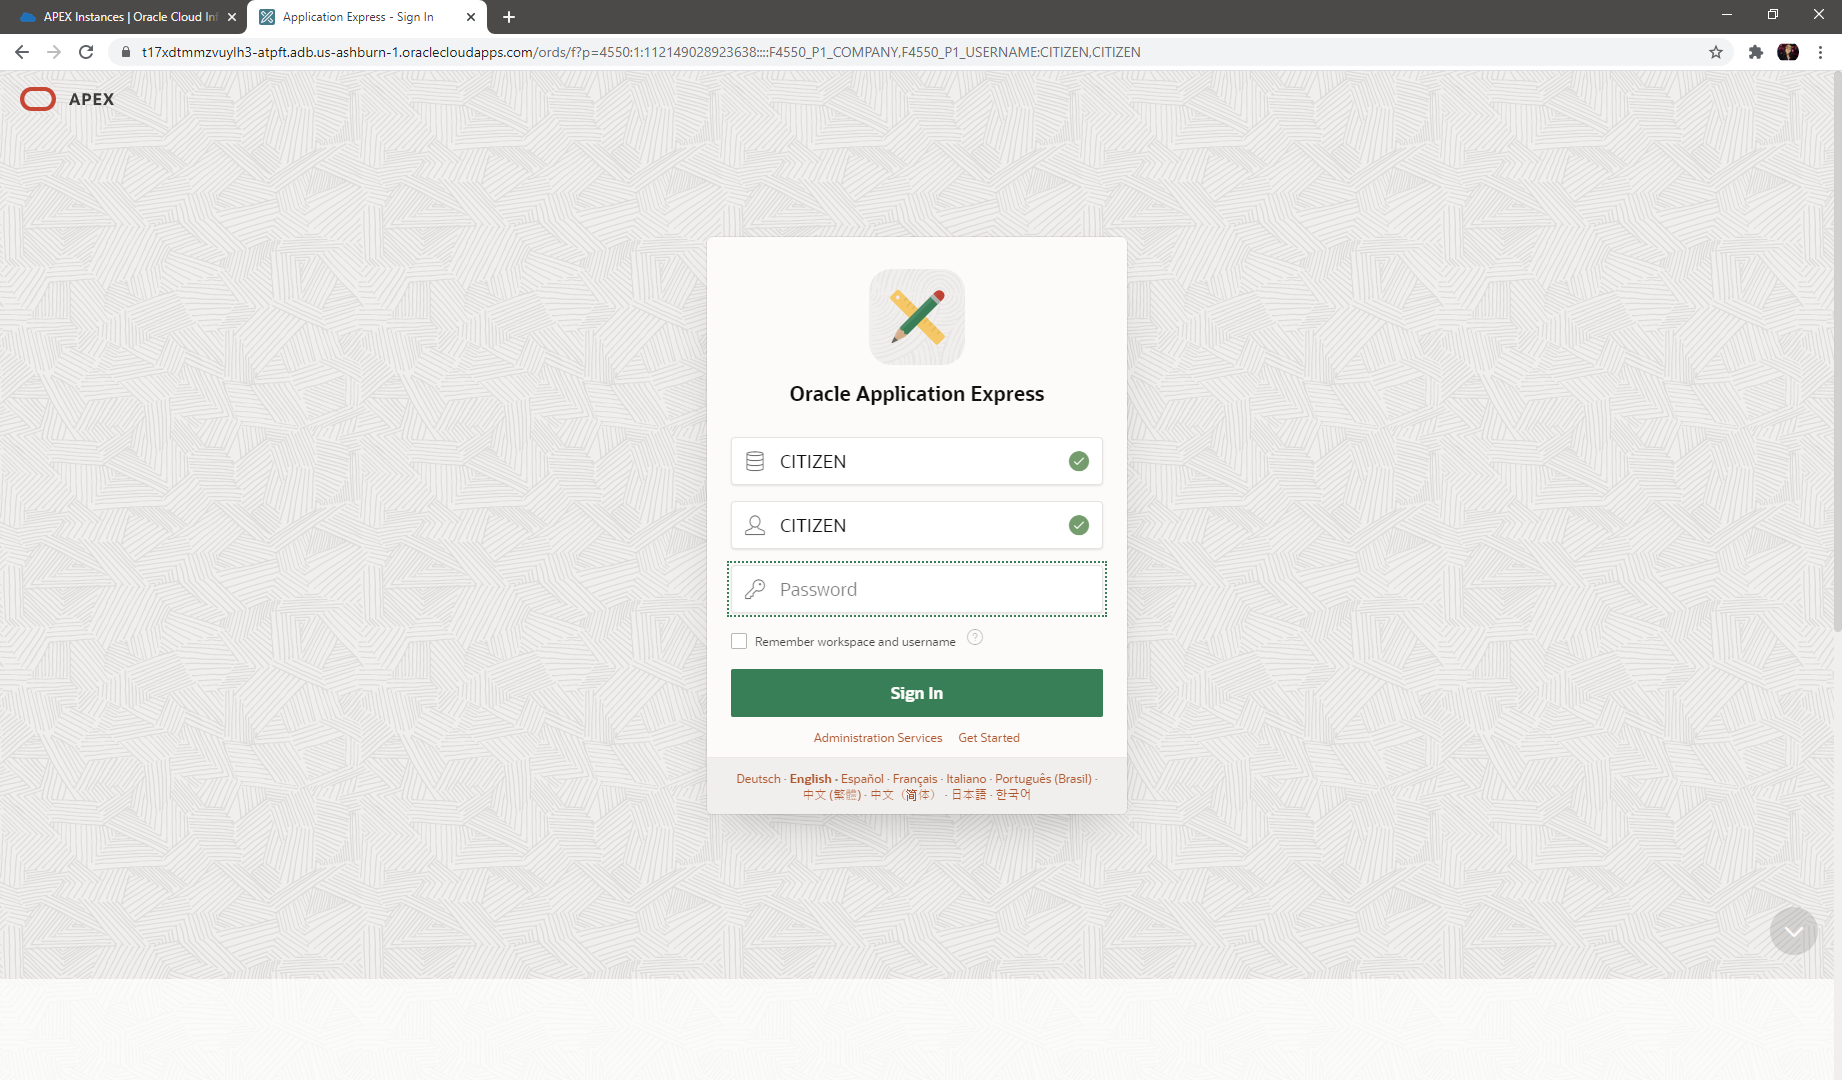 APEX Instances | Oracle Cloud Inf
Application Express - Sign In
t17xdtmmzvuylh3-atpft.adb.us-ashburn-1.oraclecloudapps.com/ords/f?p=4550:1:112149028923638::::F4550_P1_COMPANY,F4550_P1_USERNAME:CITIZEN,CITIZEN
APEX
Oracle Application Express
CITIZEN
CITIZEN
Password
Remember workspace and username ?
Sign In
Administration Services Get Started
Deutsch · English · Español · Français · Italiano · Português (Brasil) ·
中文 (繁體) · 中文（简体） · 日本語 · 한국어